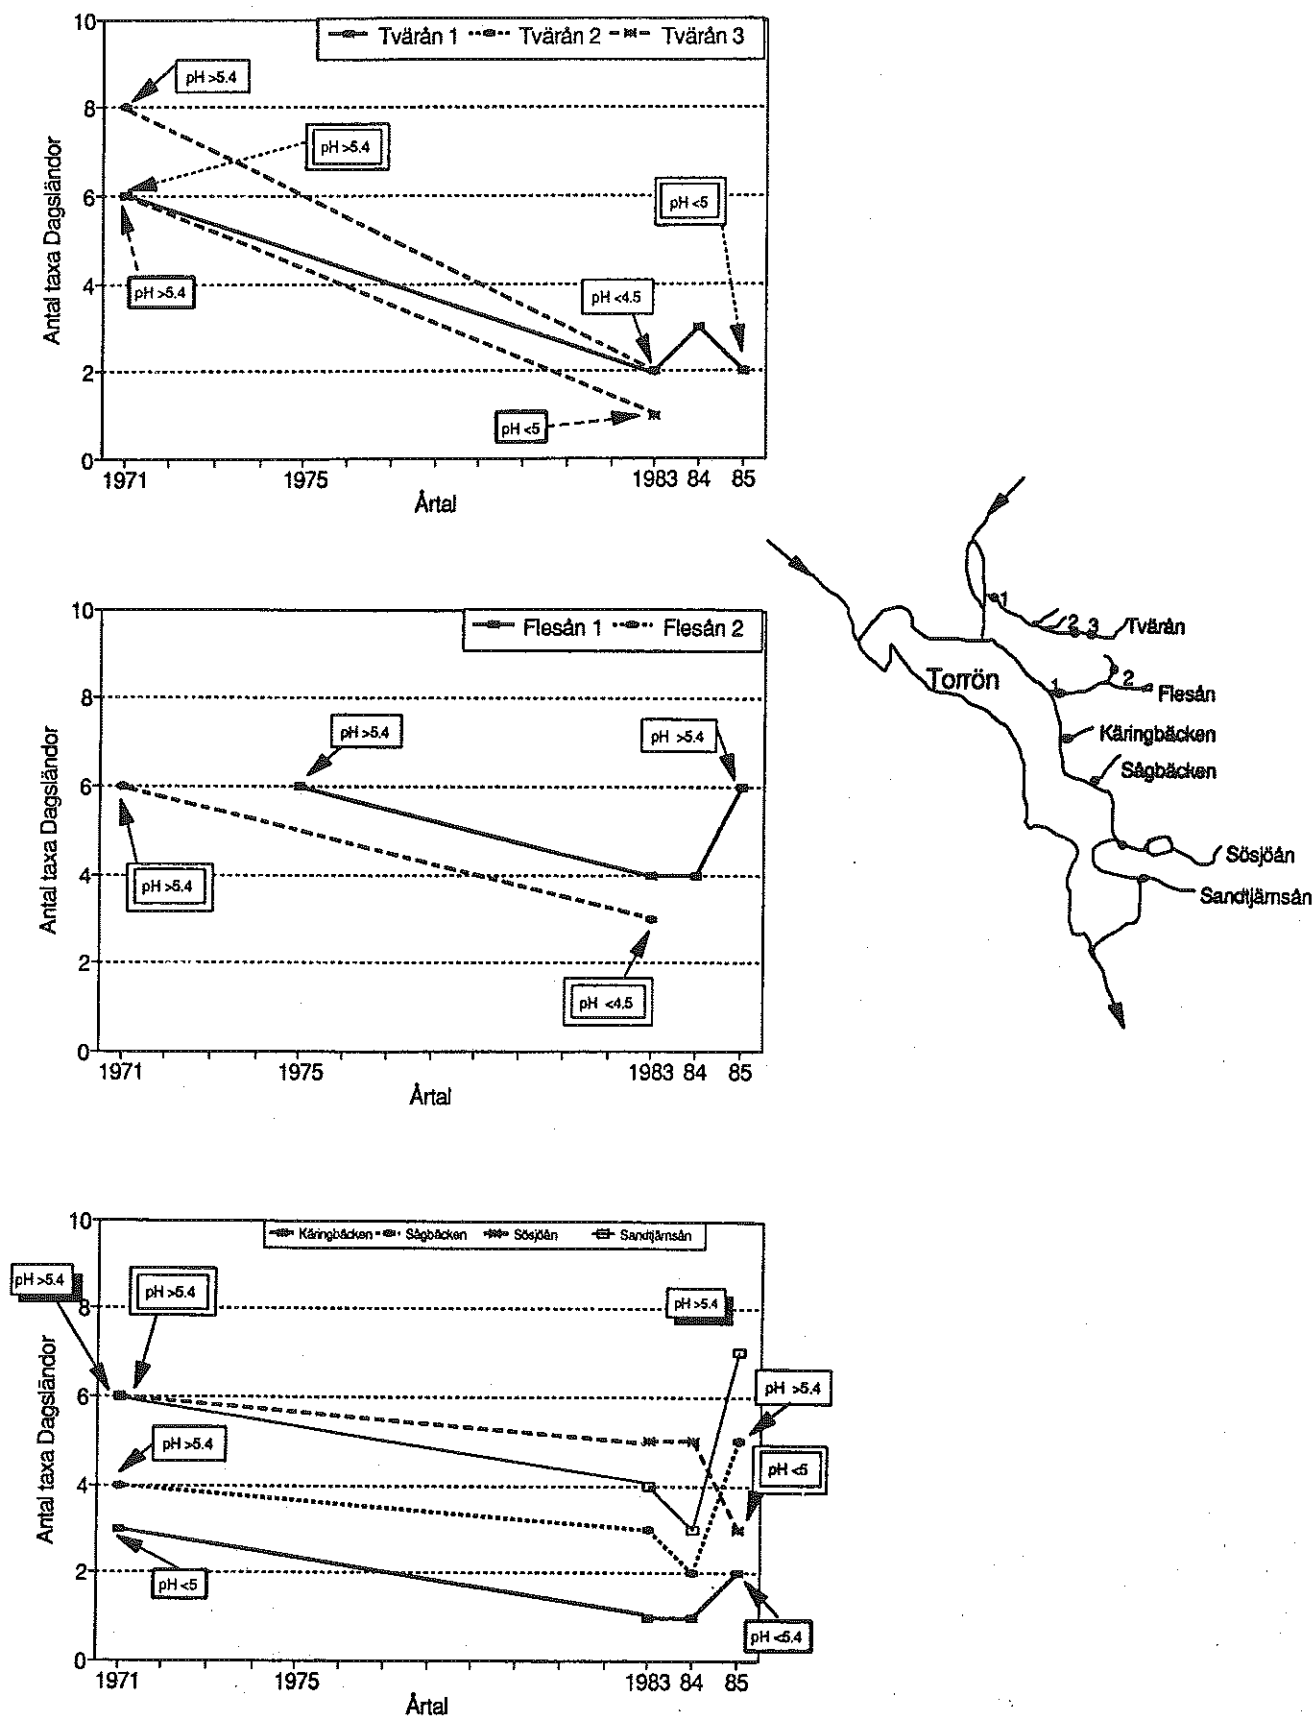 Tvärån 1 Tvärån 2 Tvärån 3
Antal taxa Dagsländor
10
8
6
4
2
0
pH >5.4
pH >5.4
pH >5.4
pH <5
pH <4.5
pH <5
1971 1975 1983 84 85
Årtal
Flesån 1 Flesån 2
Antal taxa Dagsländor
10
8
6
4
2
0
pH >5.4
pH >5.4
pH >5.4
pH <4.5
1971 1975 1983 84 85
Årtal
1
2 3 Tvärån
Torrön
1 2 Flesån
Käringbäcken
Sågbäcken
Sösjöån
Sandtjärnsån
Käringbäcken Sågbäcken Sösjöån Sandtjärnsån
Antal taxa Dagsländor
10
8
6
4
2
0
pH >5.4
pH >5.4
pH >5.4
pH >5.4
pH >5.4
pH <5
pH <5
pH <5.4
1971 1975 1983 84 85
Årtal